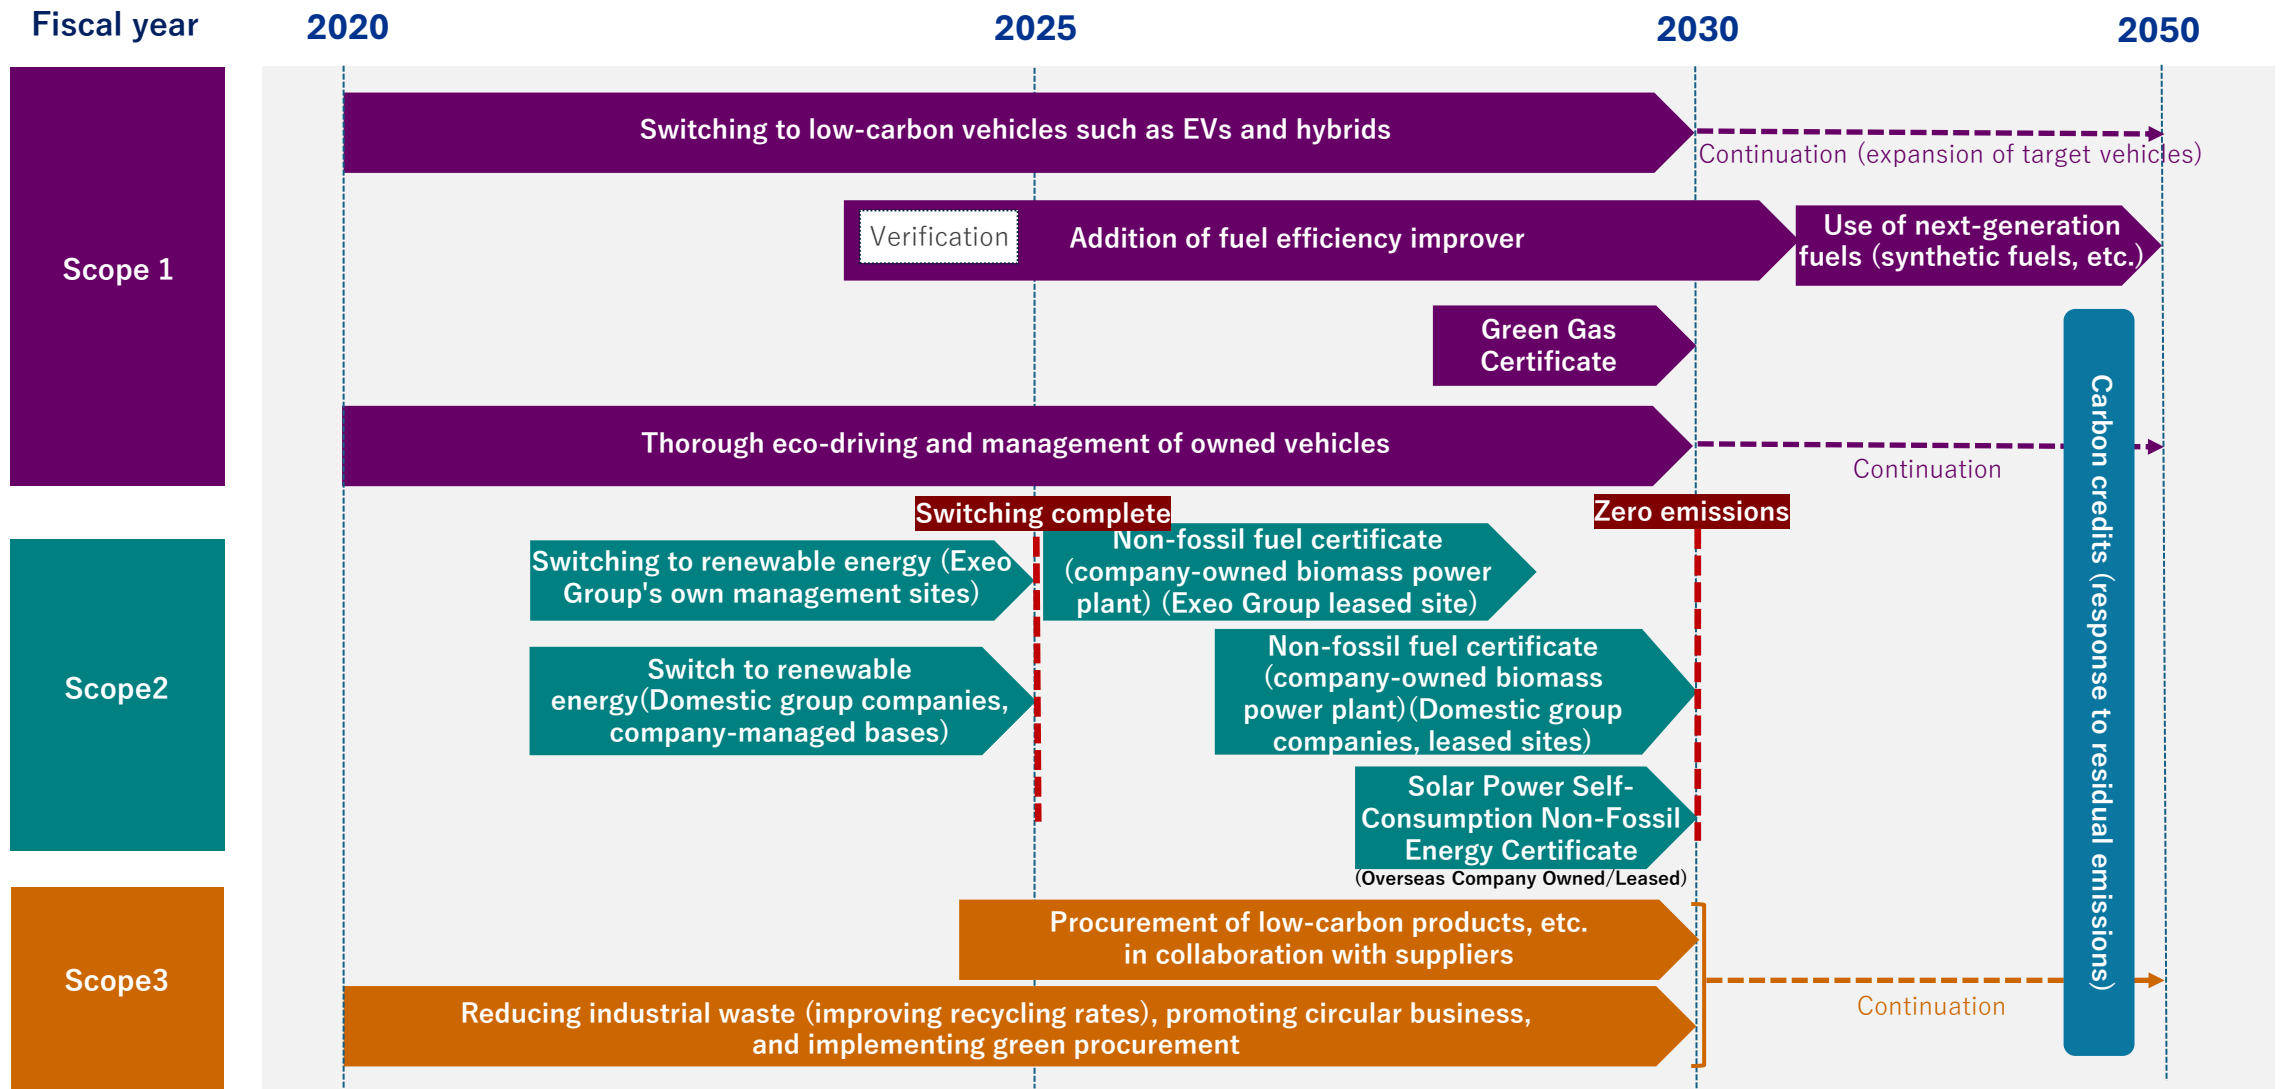 Fiscal year
2020
2025
2030
2050
Scope 1
Switching to low-carbon vehicles such as EVs and hybrids
Continuation (expansion of target vehicles)
Verification
Addition of fuel efficiency improver
Use of next-generation
fuels (synthetic fuels, etc.)
Green Gas
Certificate
Thorough eco-driving and management of owned vehicles
Continuation
Carbon credits (response to residual emissions)
Switching complete
Zero emissions
Scope2
Switching to renewable energy (Exeo
Group's own management sites)
Non-fossil fuel certificate
(company-owned biomass power
plant) (Exeo Group leased site)
Switch to renewable
energy(Domestic group companies,
company-managed bases)
Non-fossil fuel certificate
(company-owned biomass
power plant)(Domestic group
companies, leased sites)
Solar Power Self-
Consumption Non-Fossil
Energy Certificate
(Overseas Company Owned/Leased)
Scope3
Procurement of low-carbon products, etc.
in collaboration with suppliers
Reducing industrial waste (improving recycling rates), promoting circular business,
and implementing green procurement
Continuation